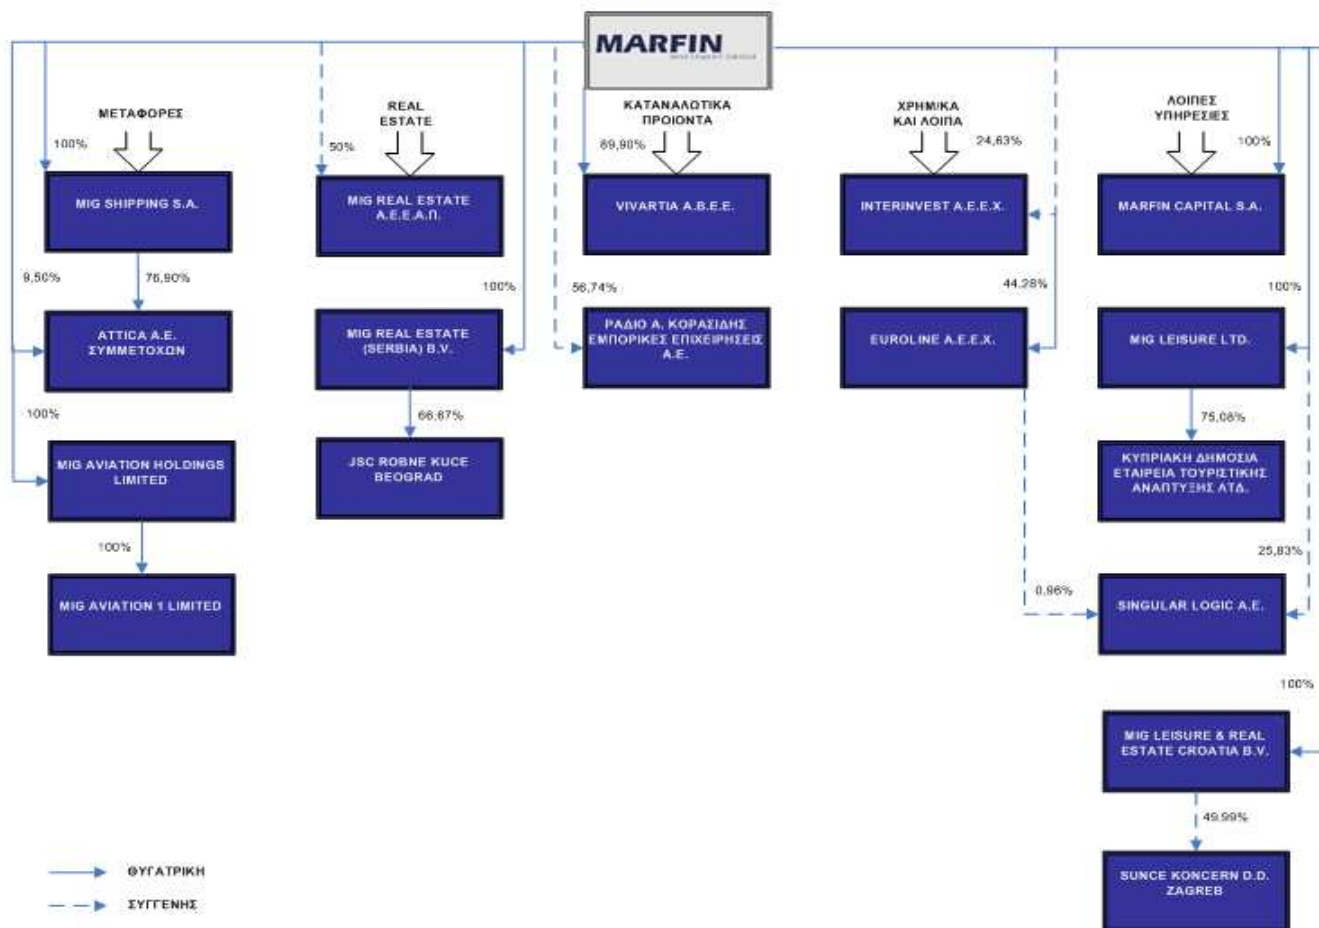 MARFIN
ΜΕΤΑΦΟΡΕΣ
REAL
ESTATE
ΚΑΤΑΝΑΛΩΤΙΚΑ
ΠΡΟΙΟΝΤΑ
ΧΡΗΜ/ΚΑ
ΚΑΙ ΛΟΙΠΑ
ΛΟΙΠΕΣ
ΥΠΗΡΕΣΙΕΣ
100%
50%
89,90%
24,63%
100%
MIG SHIPPING S.A.
MIG REAL ESTATE
Α.Ε.Ε.Α.Π.
VIVARTIA A.B.E.E.
INTERINVEST A.E.E.X.
MARFIN CAPITAL S.A.
9,50%
76,90%
100%
56,74%
44,28%
100%
ATTICA A.E.
ΣΥΜΜΕΤΟΧΩΝ
MIG REAL ESTATE
(SERBIA) B.V.
ΡΑΔΙΟ Α. ΚΟΡΑΣΙΔΗΣ
ΕΜΠΟΡΙΚΕΣ ΕΠΙΧΕΙΡΗΣΕΙΣ
Α.Ε.
EUROLINE A.E.E.X.
MIG LEISURE LTD.
100%
66,67%
75,08%
MIG AVIATION HOLDINGS
LIMITED
JSC ROBNE KUCE
BEOGRAD
ΚΥΠΡΙΑΚΗ ΔΗΜΟΣΙΑ
ΕΤΑΙΡΕΙΑ ΤΟΥΡΙΣΤΙΚΗΣ
ΑΝΑΠΤΥΞΗΣ ΛΤΔ.
100%
25,83%
MIG AVIATION 1 LIMITED
0,96%
SINGULAR LOGIC A.E.
100%
MIG LEISURE & REAL
ESTATE CROATIA B.V.
49,99%
SUNCE KONCERN D.D.
ZAGREB
ΘΥΓΑΤΡΙΚΗ
ΣΥΓΓΕΝΗΣ